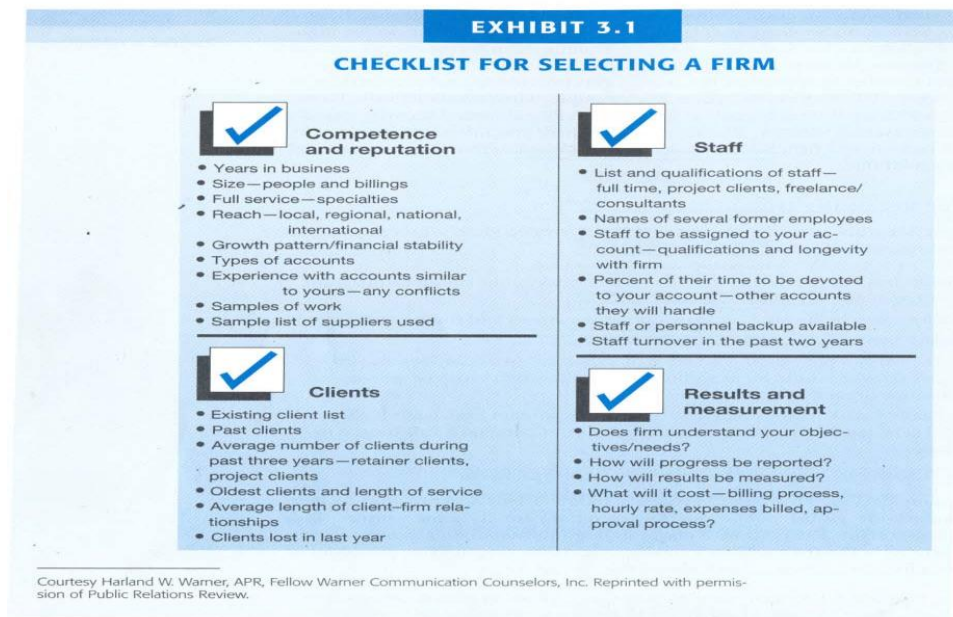 EXHIBIT 3.1
CHECKLIST FOR SELECTING A FIRM
Competence
and reputation
• Years in business
• Size—people and billings
• Full service—specialties
• Reach—local, regional, national,
international
• Growth pattern/financial stability
• Types of accounts
• Experience with accounts similar
to yours—any conflicts
• Samples of work
• Sample list of suppliers used
Clients
• Existing client list
• Past clients
• Average number of clients during
past three years—retainer clients,
project clients
• Oldest clients and length of service
• Average length of client–firm rela-
tionships
• Clients lost in last year
Staff
• List and qualifications of staff—
full time, project clients, freelance/
consultants
• Names of several former employees
• Staff to be assigned to your ac-
count—qualifications and longevity
with firm
• Percent of their time to be devoted
to your account—other accounts
they will handle
• Staff or personnel backup available
• Staff turnover in the past two years
Results and
measurement
• Does firm understand your objec-
tives/needs?
• How will progress be reported?
• How will results be measured?
• What will it cost—billing process,
hourly rate, expenses billed, ap-
proval process?
Courtesy Harland W. Warner, APR, Fellow Warner Communication Counselors, Inc. Reprinted with permis-
sion of Public Relations Review.